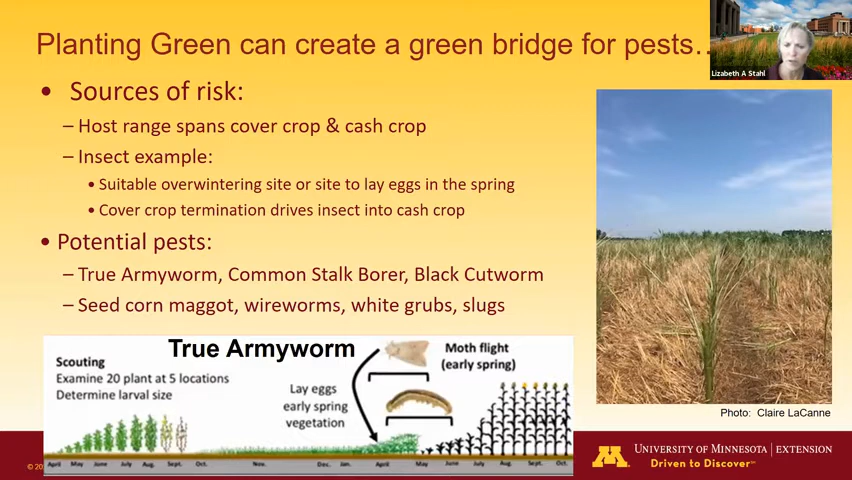 Planting Green can create a green bridge for pests…
Lizabeth A Stahl
• Sources of risk:
– Host range spans cover crop & cash crop
– Insect example:
• Suitable overwintering site or site to lay eggs in the spring
• Cover crop termination drives insect into cash crop
• Potential pests:
– True Armyworm, Common Stalk Borer, Black Cutworm
– Seed corn maggot, wireworms, white grubs, slugs
True Armyworm
Scouting
Examine 20 plant at 5 locations
Determine larval size
Lay eggs
early spring
vegetation
Moth flight
(early spring)
April May June July Aug. Sept. Oct. Nov. Dec. Jan. April May June July Aug. Sept. Oct.
Photo: Claire LaCanne
© 20
M
UNIVERSITY OF MINNESOTA | EXTENSION
Driven to Discover℠